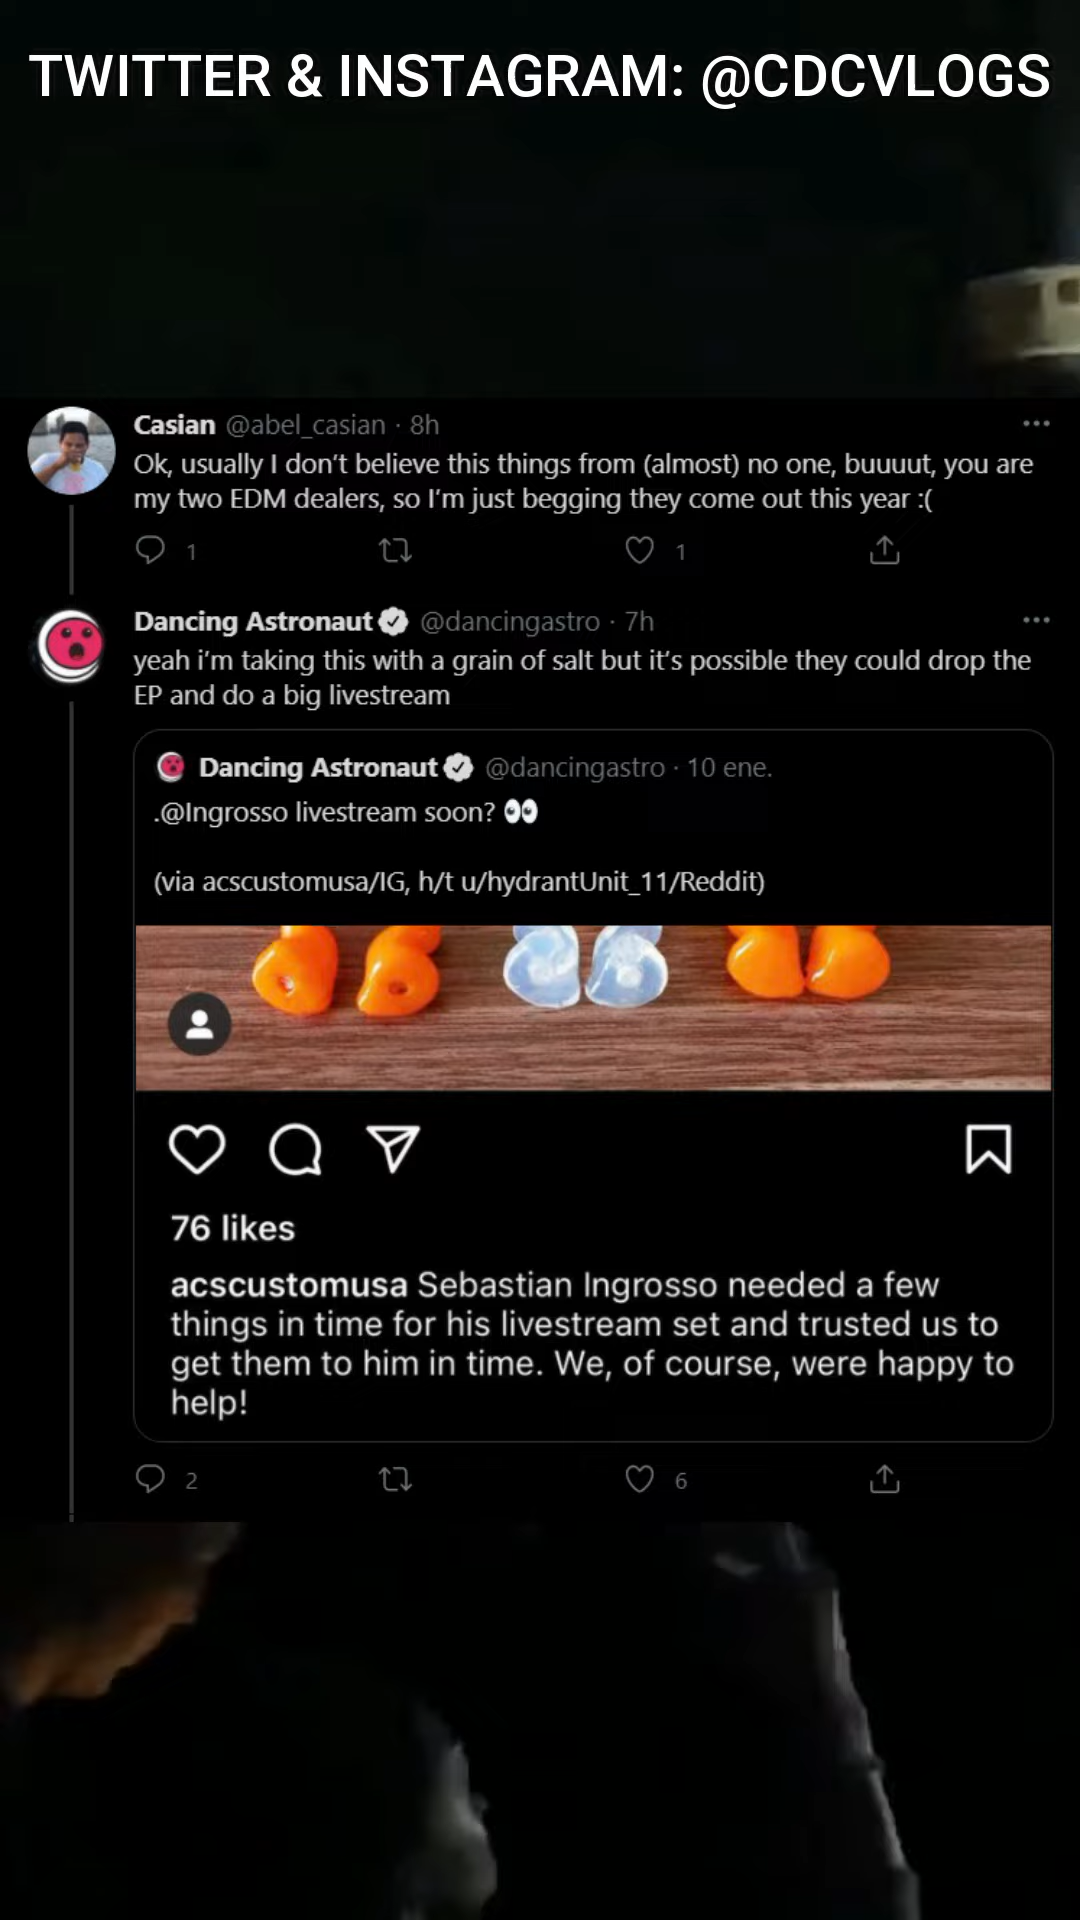 TWITTER & INSTAGRAM: @CDCVLOGS
Casian @abel_casian · 8h
Ok, usually I don't believe this things from (almost) no one, buuuut, you are
my two EDM dealers, so I'm just begging they come out this year :(
1 1
Dancing Astronaut @dancingastro · 7h
yeah i'm taking this with a grain of salt but it's possible they could drop the
EP and do a big livestream
Dancing Astronaut @dancingastro · 10 ene.
.@Ingrosso livestream soon? 👀
(via acscustomusa/IG, h/t u/hydrantUnit_11/Reddit)
76 likes
acscustomusa Sebastian Ingrosso needed a few
things in time for his livestream set and trusted us to
get them to him in time. We, of course, were happy to
help!
2 6